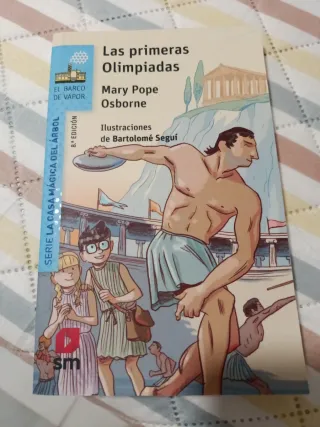 Las primeras
Olimpiadas
Mary Pope
Osborne
Ilustraciones
de Bartolomé Seguí
EL BARCO
DE VAPOR
8.ª EDICIÓN
SERIE LA CASA MÁGICA DEL ÁRBOL
sm